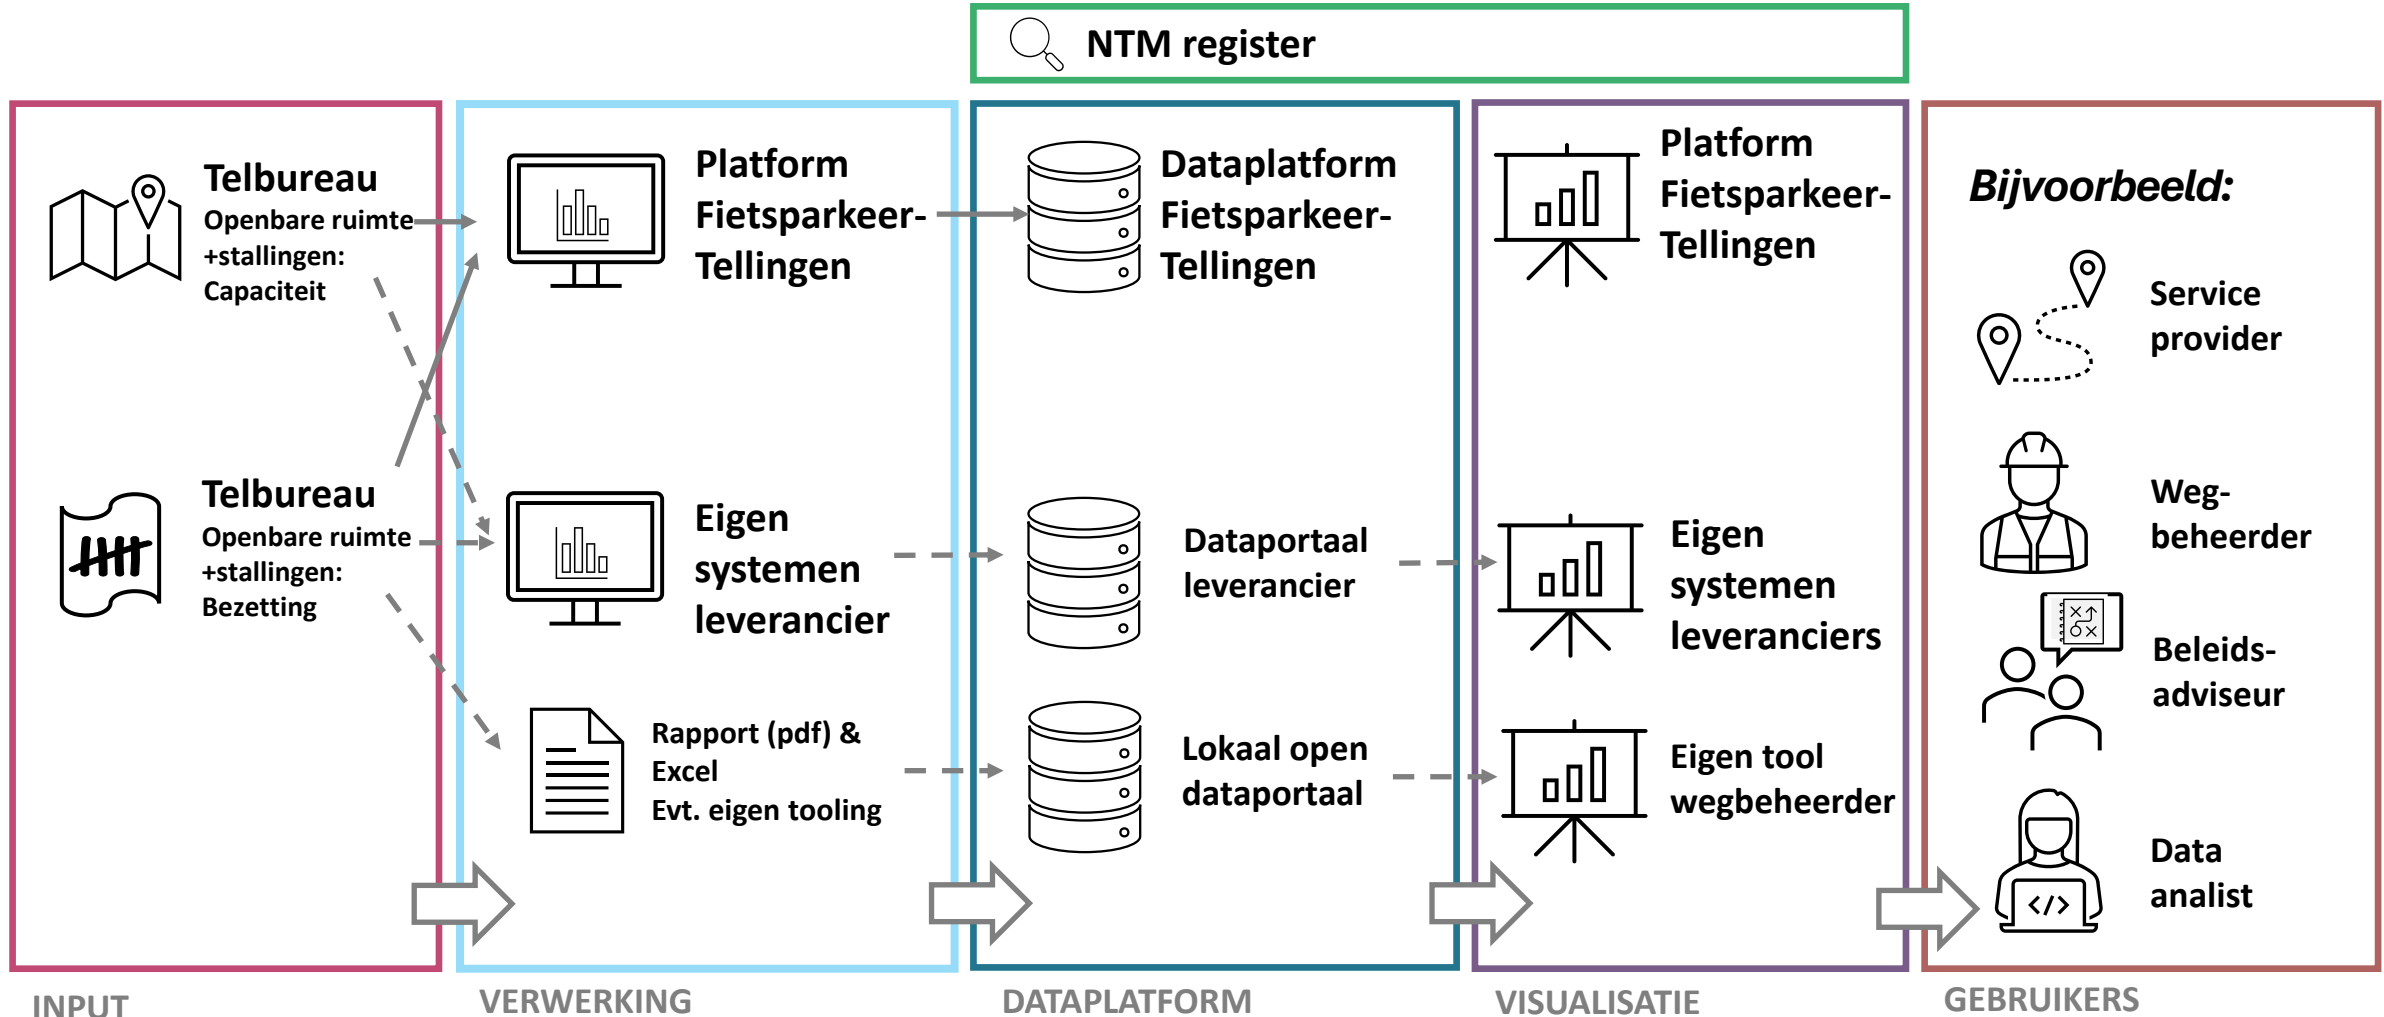 NTM register
Telbureau
Openbare ruimte
+stallingen:
Capaciteit
Telbureau
Openbare ruimte
+stallingen:
Bezetting
INPUT
Platform
Fietsparkeer-
Tellingen
Eigen
systemen
leverancier
Rapport (pdf) &
Excel
Evt. eigen tooling
VERWERKING
Dataplatform
Fietsparkeer-
Tellingen
Dataportaal
leverancier
Lokaal open
dataportaal
DATAPLATFORM
Platform
Fietsparkeer-
Tellingen
Eigen
systemen
leveranciers
Eigen tool
wegbeheerder
VISUALISATIE
Bijvoorbeeld:
Service
provider
Weg-
beheerder
Beleids-
adviseur
Data
analist
</>
GEBRUIKERS